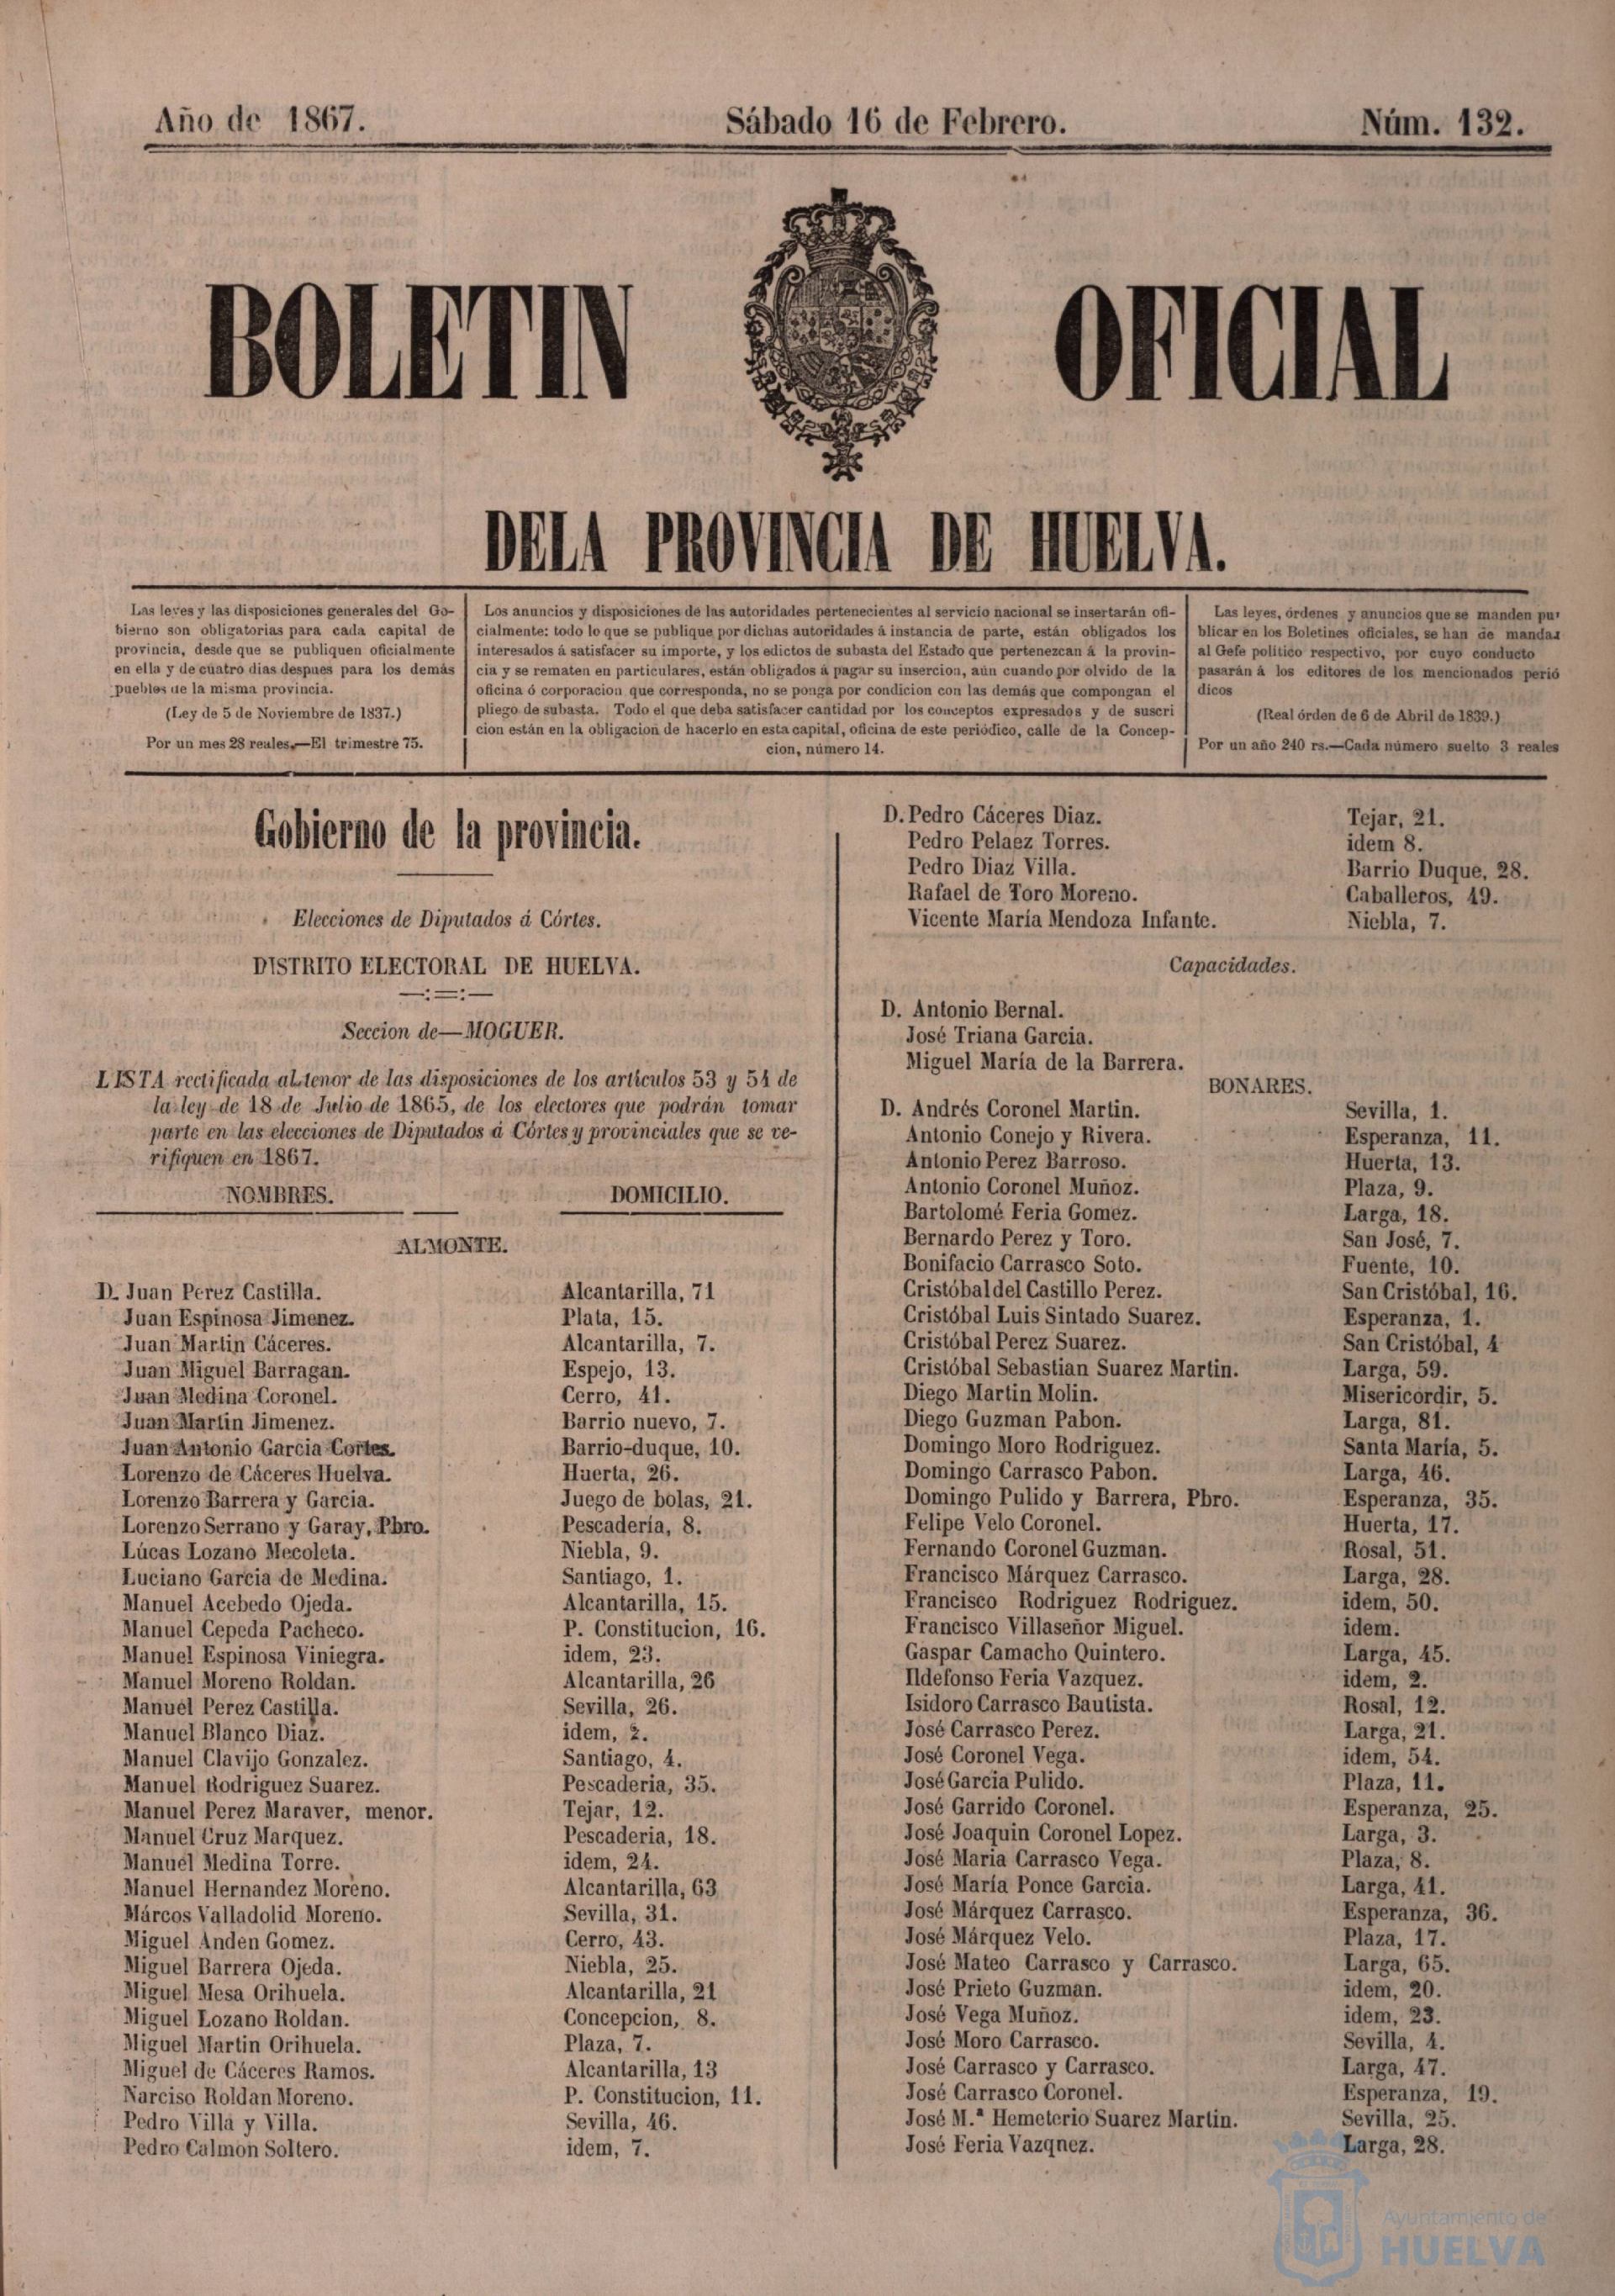 Año de 1867.
Sábado 16 de Febrero.
Núm. 132.
BOLETIN OFICIAL
DE LA PROVINCIA DE HUELVA.
Las leyes y las disposiciones generales del Go-
bierno son obligatorias para cada capital de
provincia, desde que se publiquen oficialmente
en ella y de cuatro dias despues para los demás
pueblos de la misma provincia.
(Ley de 5 de Noviembre de 1837.)
Por un mes 28 reales.—El trimestre 75.
Los anuncios y disposiciones de las autoridades pertenecientes al servicio nacional se insertarán ofi-
cialmente: todo lo que se publique por dichas autoridades á instancia de parte, están obligados los
interesados á satisfacer su importe, y los edictos de subasta del Estado que pertenezcan á la provin-
cia y se rematen en particulares, están obligados á pagar su insercion, aún cuando por olvido de la
oficina ó corporacion que corresponda, no se ponga por condicion con las demás que compongan el
pliego de subasta. Todo el que deba satisfacer cantidad por los conceptos expresados y de suscri
cion están en la obligacion de hacerlo en esta capital, oficina de este periódico, calle de la Concep-
cion, número 14.
Las leyes, órdenes y anuncios que se manden pu
blicar en los Boletines oficiales, se han de mandar
al Gefe político respectivo, por cuyo conducto
pasarán á los editores de los mencionados perió
dicos
(Real órden de 6 de Abril de 1839.)
Por un año 240 rs.—Cada número suelto 3 reales
Gobierno de la provincia.
Elecciones de Diputados á Córtes.
DISTRITO ELECTORAL DE HUELVA.
Seccion de—MOGUER.
LISTA rectificada al tenor de las disposiciones de los artículos 53 y 54 de
la ley de 18 de Julio de 1865, de los electores que podrán tomar
parte en las elecciones de Diputados á Córtes y provinciales que se ve-
rifiquen en 1867.
NOMBRES. DOMICILIO.
ALMONTE.
D. Juan Perez Castilla. Alcantarilla, 71
Juan Espinosa Jimenez. Plata, 15.
Juan Martin Cáceres. Alcantarilla, 7.
Juan Miguel Barragan. Espejo, 13.
Juan Medina Coronel. Cerro, 41.
Juan Martin Jimenez. Barrio nuevo, 7.
Juan Antonio Garcia Cortes. Barrio-duque, 10.
Lorenzo de Cáceres Huelva. Huerta, 26.
Lorenzo Barrera y Garcia. Juego de bolas, 21.
Lorenzo Serrano y Garay, Pbro. Pescadería, 8.
Lúcas Lozano Mecoleta. Niebla, 9.
Luciano Garcia de Medina. Santiago, 1.
Manuel Acebedo Ojeda. Alcantarilla, 15.
Manuel Cepeda Pacheco. P. Constitucion, 16.
Manuel Espinosa Viniegra. idem, 23.
Manuel Moreno Roldan. Alcantarilla, 26
Manuel Perez Castilla. Sevilla, 26.
Manuel Blanco Diaz. idem, 2.
Manuel Clavijo Gonzalez. Santiago, 4.
Manuel Rodriguez Suarez. Pescaderia, 35.
Manuel Perez Maraver, menor. Tejar, 12.
Manuel Cruz Marquez. Pescaderia, 18.
Manuel Medina Torre. idem, 24.
Manuel Hernandez Moreno. Alcantarilla, 63
Márcos Valladolid Moreno. Sevilla, 31.
Miguel Anden Gomez. Cerro, 43.
Miguel Barrera Ojeda. Niebla, 25.
Miguel Mesa Orihuela. Alcantarilla, 21
Miguel Lozano Roldan. Concepcion, 8.
Miguel Martin Orihuela. Plaza, 7.
Miguel de Cáceres Ramos. Alcantarilla, 13
Narciso Roldan Moreno. P. Constitucion, 11.
Pedro Villa y Villa. Sevilla, 46.
Pedro Calmon Soltero. idem, 7.
D. Pedro Cáceres Diaz. Tejar, 21.
Pedro Pelaez Torres. idem 8.
Pedro Diaz Villa. Barrio Duque, 28.
Rafael de Toro Moreno. Caballeros, 49.
Vicente María Mendoza Infante. Niebla, 7.
Capacidades.
D. Antonio Bernal.
José Triana Garcia.
Miguel María de la Barrera.
BONARES.
D. Andrés Coronel Martin. Sevilla, 1.
Antonio Conejo y Rivera. Esperanza, 11.
Antonio Perez Barroso. Huerta, 13.
Antonio Coronel Muñoz. Plaza, 9.
Bartolomé Feria Gomez. Larga, 18.
Bernardo Perez y Toro. San José, 7.
Bonifacio Carrasco Soto. Fuente, 10.
Cristóbal del Castillo Perez. San Cristóbal, 16.
Cristóbal Luis Sintado Suarez. Esperanza, 1.
Cristóbal Perez Suarez. San Cristóbal, 4
Cristóbal Sebastian Suarez Martin. Larga, 59.
Diego Martin Molin. Misericordir, 5.
Diego Guzman Pabon. Larga, 81.
Domingo Moro Rodriguez. Santa María, 5.
Domingo Carrasco Pabon. Larga, 46.
Domingo Pulido y Barrera, Pbro. Esperanza, 35.
Felipe Velo Coronel. Huerta, 17.
Fernando Coronel Guzman. Rosal, 51.
Francisco Márquez Carrasco. Larga, 28.
Francisco Rodriguez Rodriguez. idem, 50.
Francisco Villaseñor Miguel. idem.
Gaspar Camacho Quintero. Larga, 45.
Ildefonso Feria Vazquez. idem, 2.
Isidoro Carrasco Bautista. Rosal, 12.
José Carrasco Perez. Larga, 21.
José Coronel Vega. idem, 54.
José Garcia Pulido. Plaza, 11.
José Garrido Coronel. Esperanza, 25.
José Joaquin Coronel Lopez. Larga, 3.
José Maria Carrasco Vega. Plaza, 8.
José María Ponce Garcia. Larga, 41.
José Márquez Carrasco. Esperanza, 36.
José Márquez Velo. Plaza, 17.
José Mateo Carrasco y Carrasco. Larga, 65.
José Prieto Guzman. idem, 20.
José Vega Muñoz. idem, 23.
José Moro Carrasco. Sevilla, 4.
José Carrasco y Carrasco. Larga, 47.
José Carrasco Coronel. Esperanza, 19.
José M.ª Hemeterio Suarez Martin. Sevilla, 25.
José Feria Vazqnez. Larga, 28.
Ayuntamiento de
HUELVA